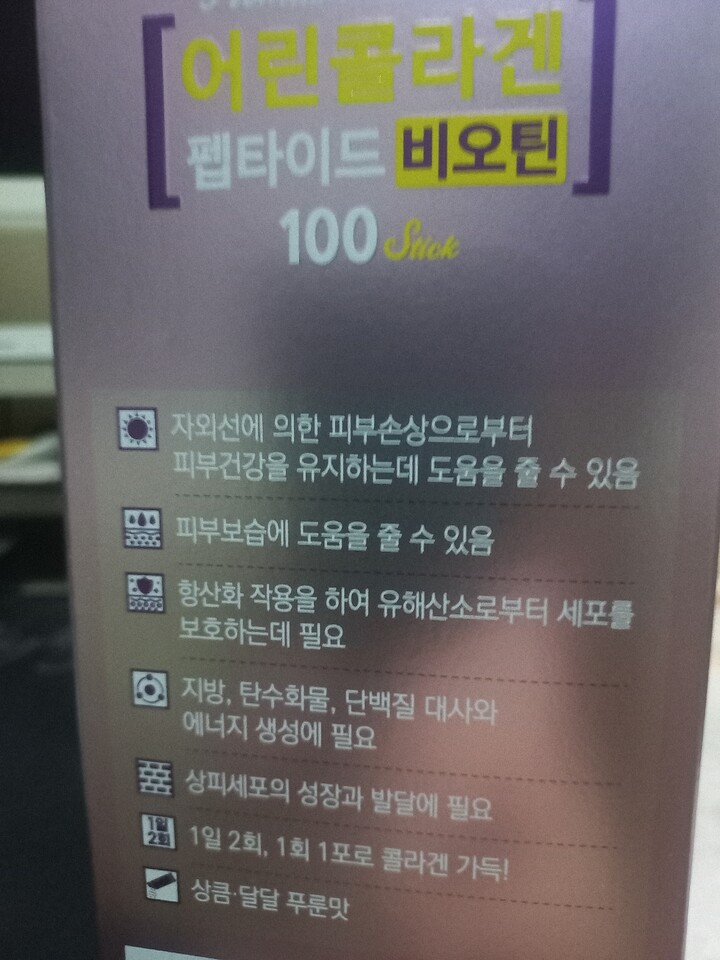 어린콜라겐
펩타이드 비오틴
100 Stick
자외선에 의한 피부손상으로부터
피부건강을 유지하는데 도움을 줄 수 있음
피부보습에 도움을 줄 수 있음
항산화 작용을 하여 유해산소로부터 세포를
보호하는데 필요
지방, 탄수화물, 단백질 대사와
에너지 생성에 필요
상피세포의 성장과 발달에 필요
1일
2회
1일 2회, 1회 1포로 콜라겐 가득!
상큼·달달 푸룬맛